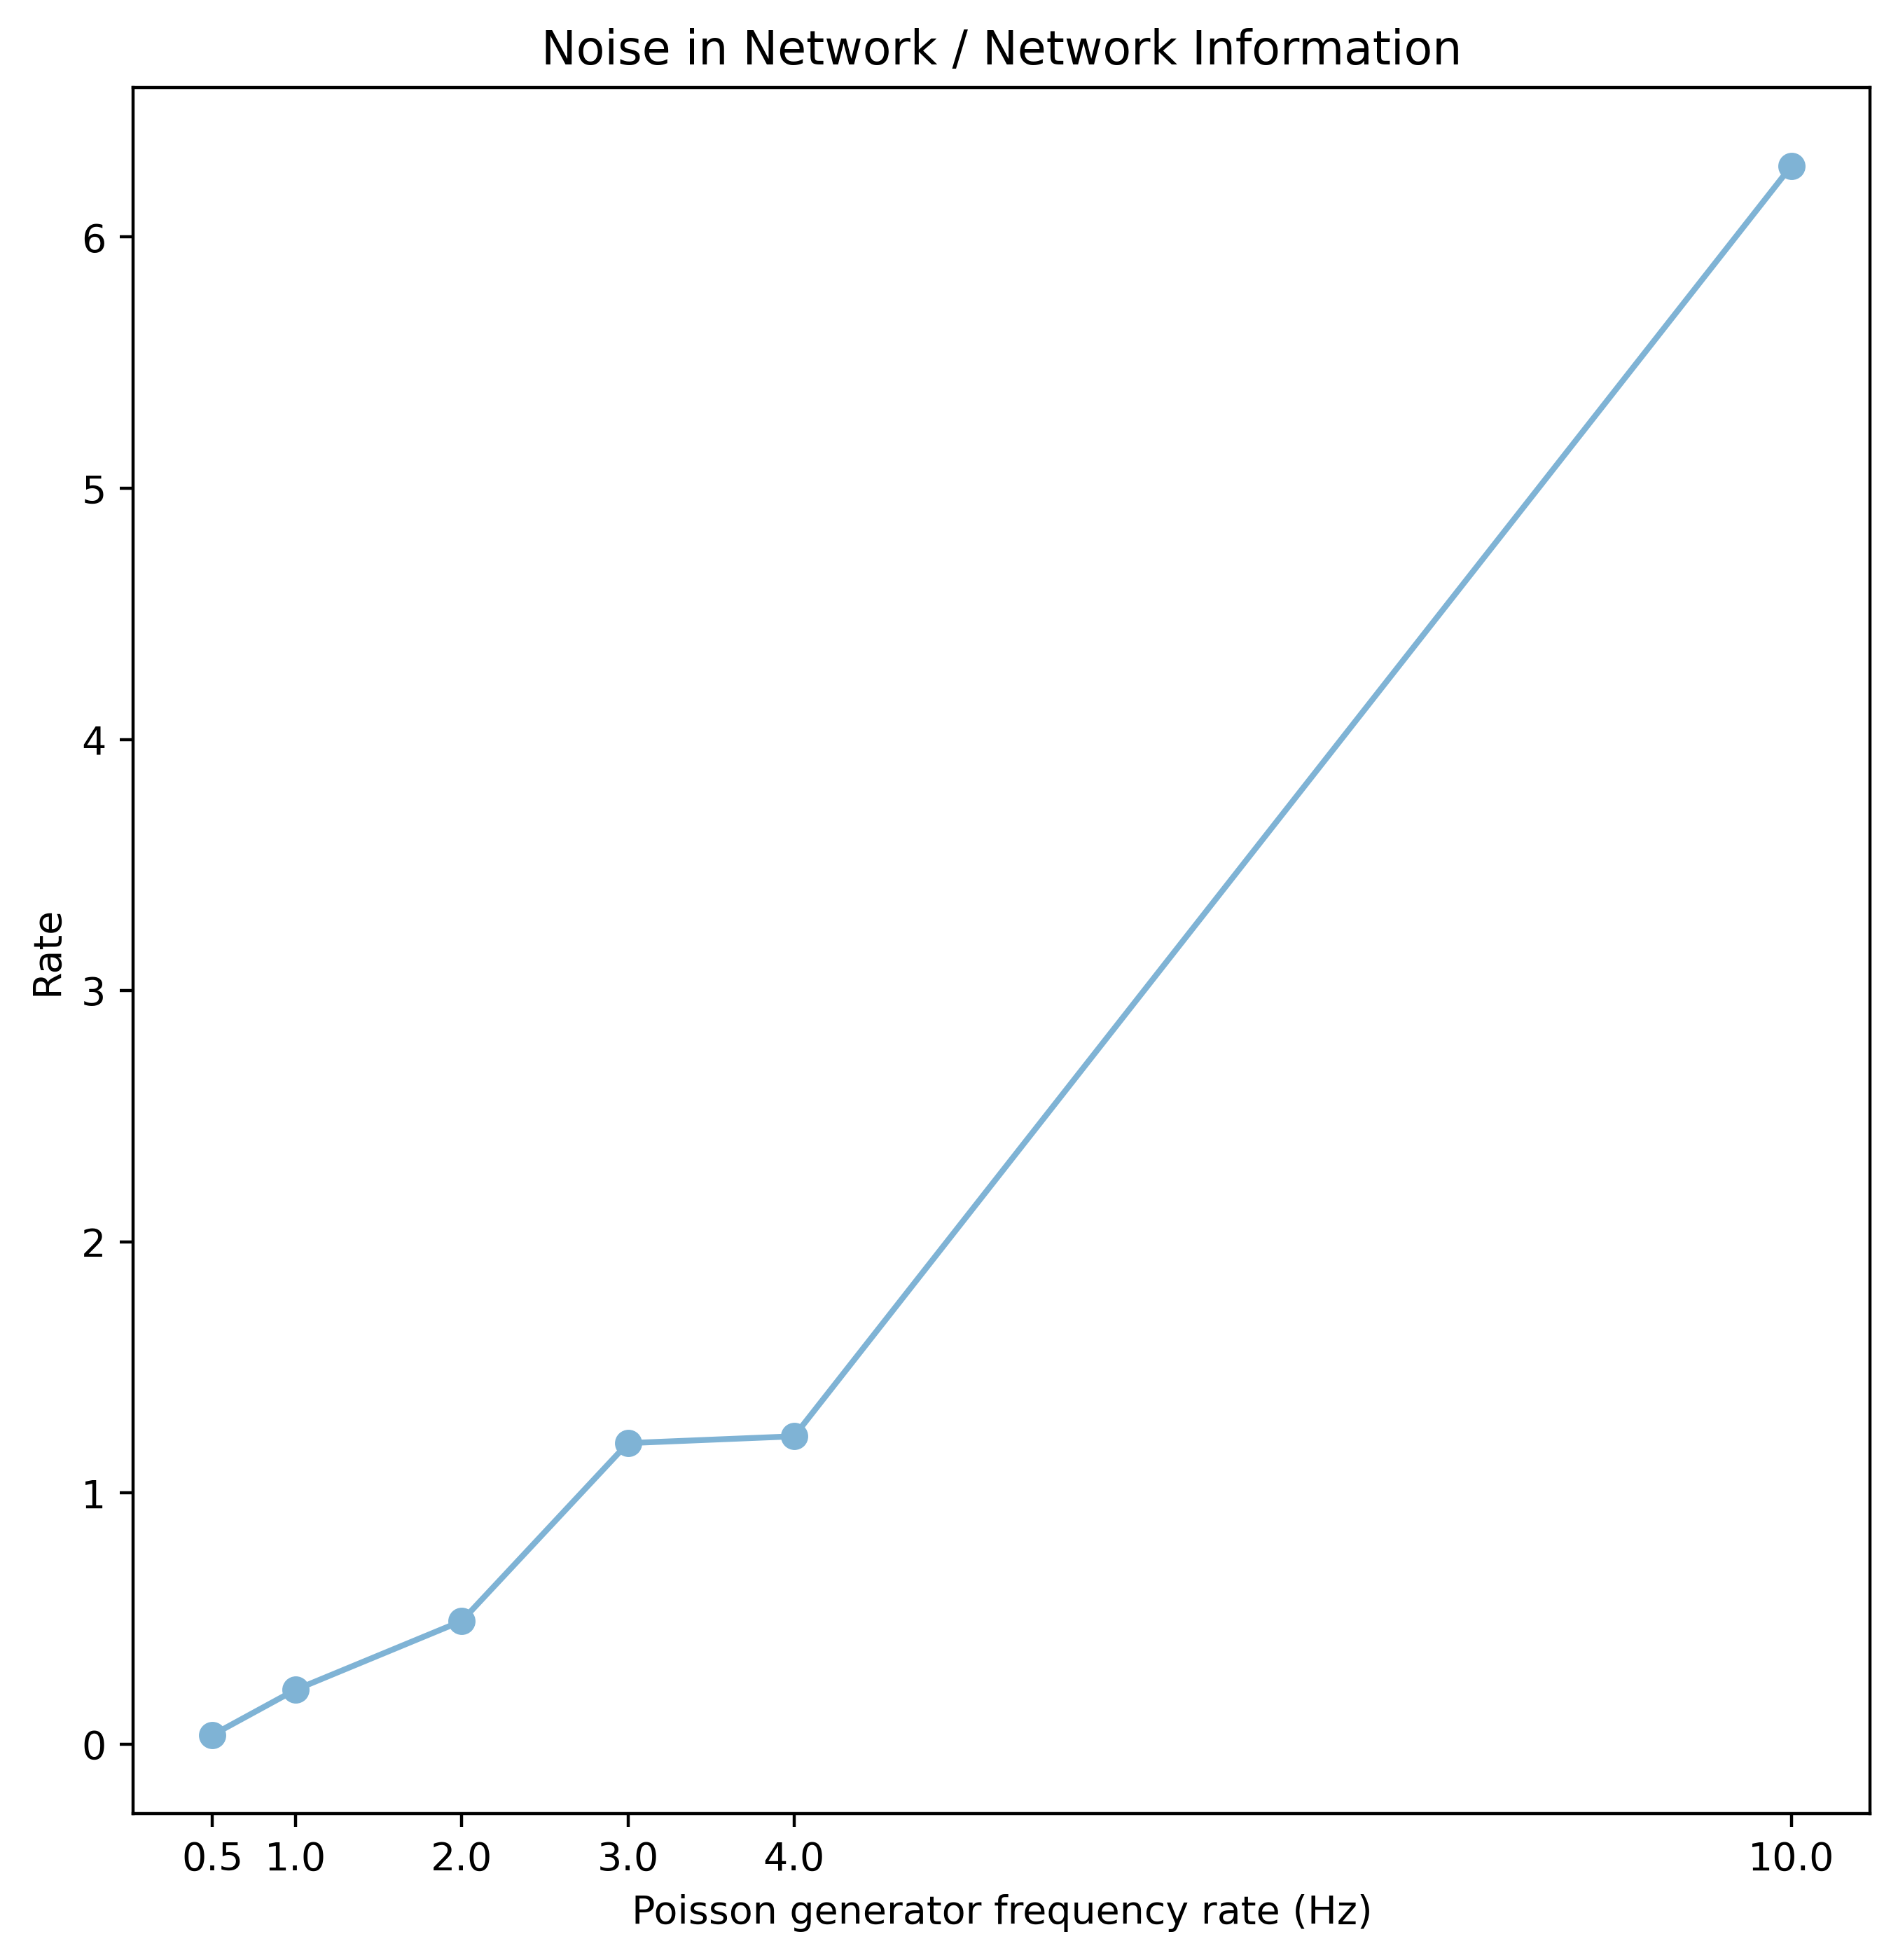 Noise in Network / Network Information
6
5
4
3
2
1
0
Rate
0.5 1.0 2.0 3.0 4.0 10.0
Poisson generator frequency rate (Hz)